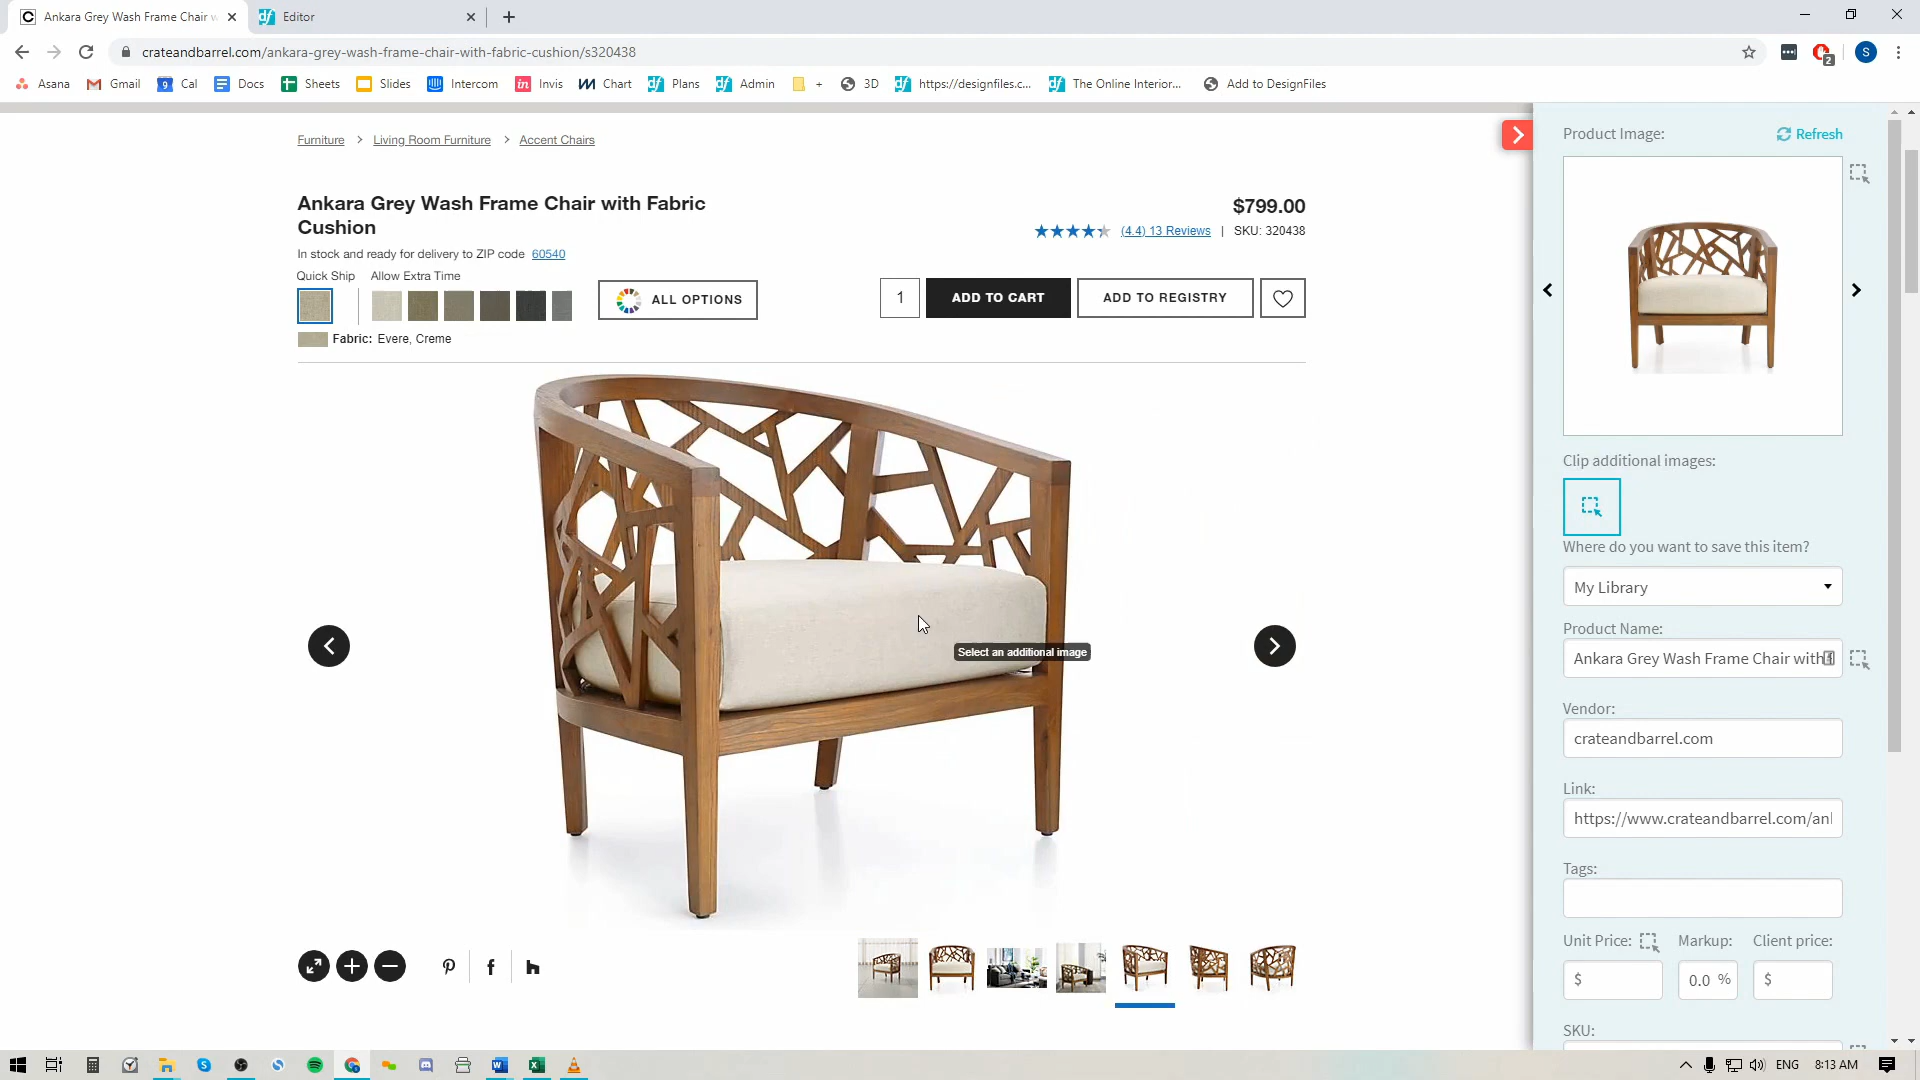 Ankara Grey Wash Frame Chair w
Editor
crateandbarrel.com/ankara-grey-wash-frame-chair-with-fabric-cushion/s320438
2
S
Asana
Gmail
9
Cal
Docs
Sheets
Slides
Intercom
in
Invis
Chart
df
Plans
df
Admin
+
3D
df
https://designfiles.c...
df
The Online Interior...
Add to DesignFiles
Furniture > Living Room Furniture > Accent Chairs
Ankara Grey Wash Frame Chair with Fabric
Cushion
In stock and ready for delivery to ZIP code 60540
Quick Ship Allow Extra Time
ALL OPTIONS
Fabric: Evere, Creme
$799.00
(4.4) 13 Reviews | SKU: 320438
1
ADD TO CART
ADD TO REGISTRY
Select an additional image
Product Image:
Refresh
Clip additional images:
Where do you want to save this item?
My Library
Product Name:
Ankara Grey Wash Frame Chair with
Vendor:
crateandbarrel.com
Link:
https://www.crateandbarrel.com/an
Tags:
Unit Price:
Markup:
Client price:
$
0.0 %
$
SKU:
ENG
8:13 AM